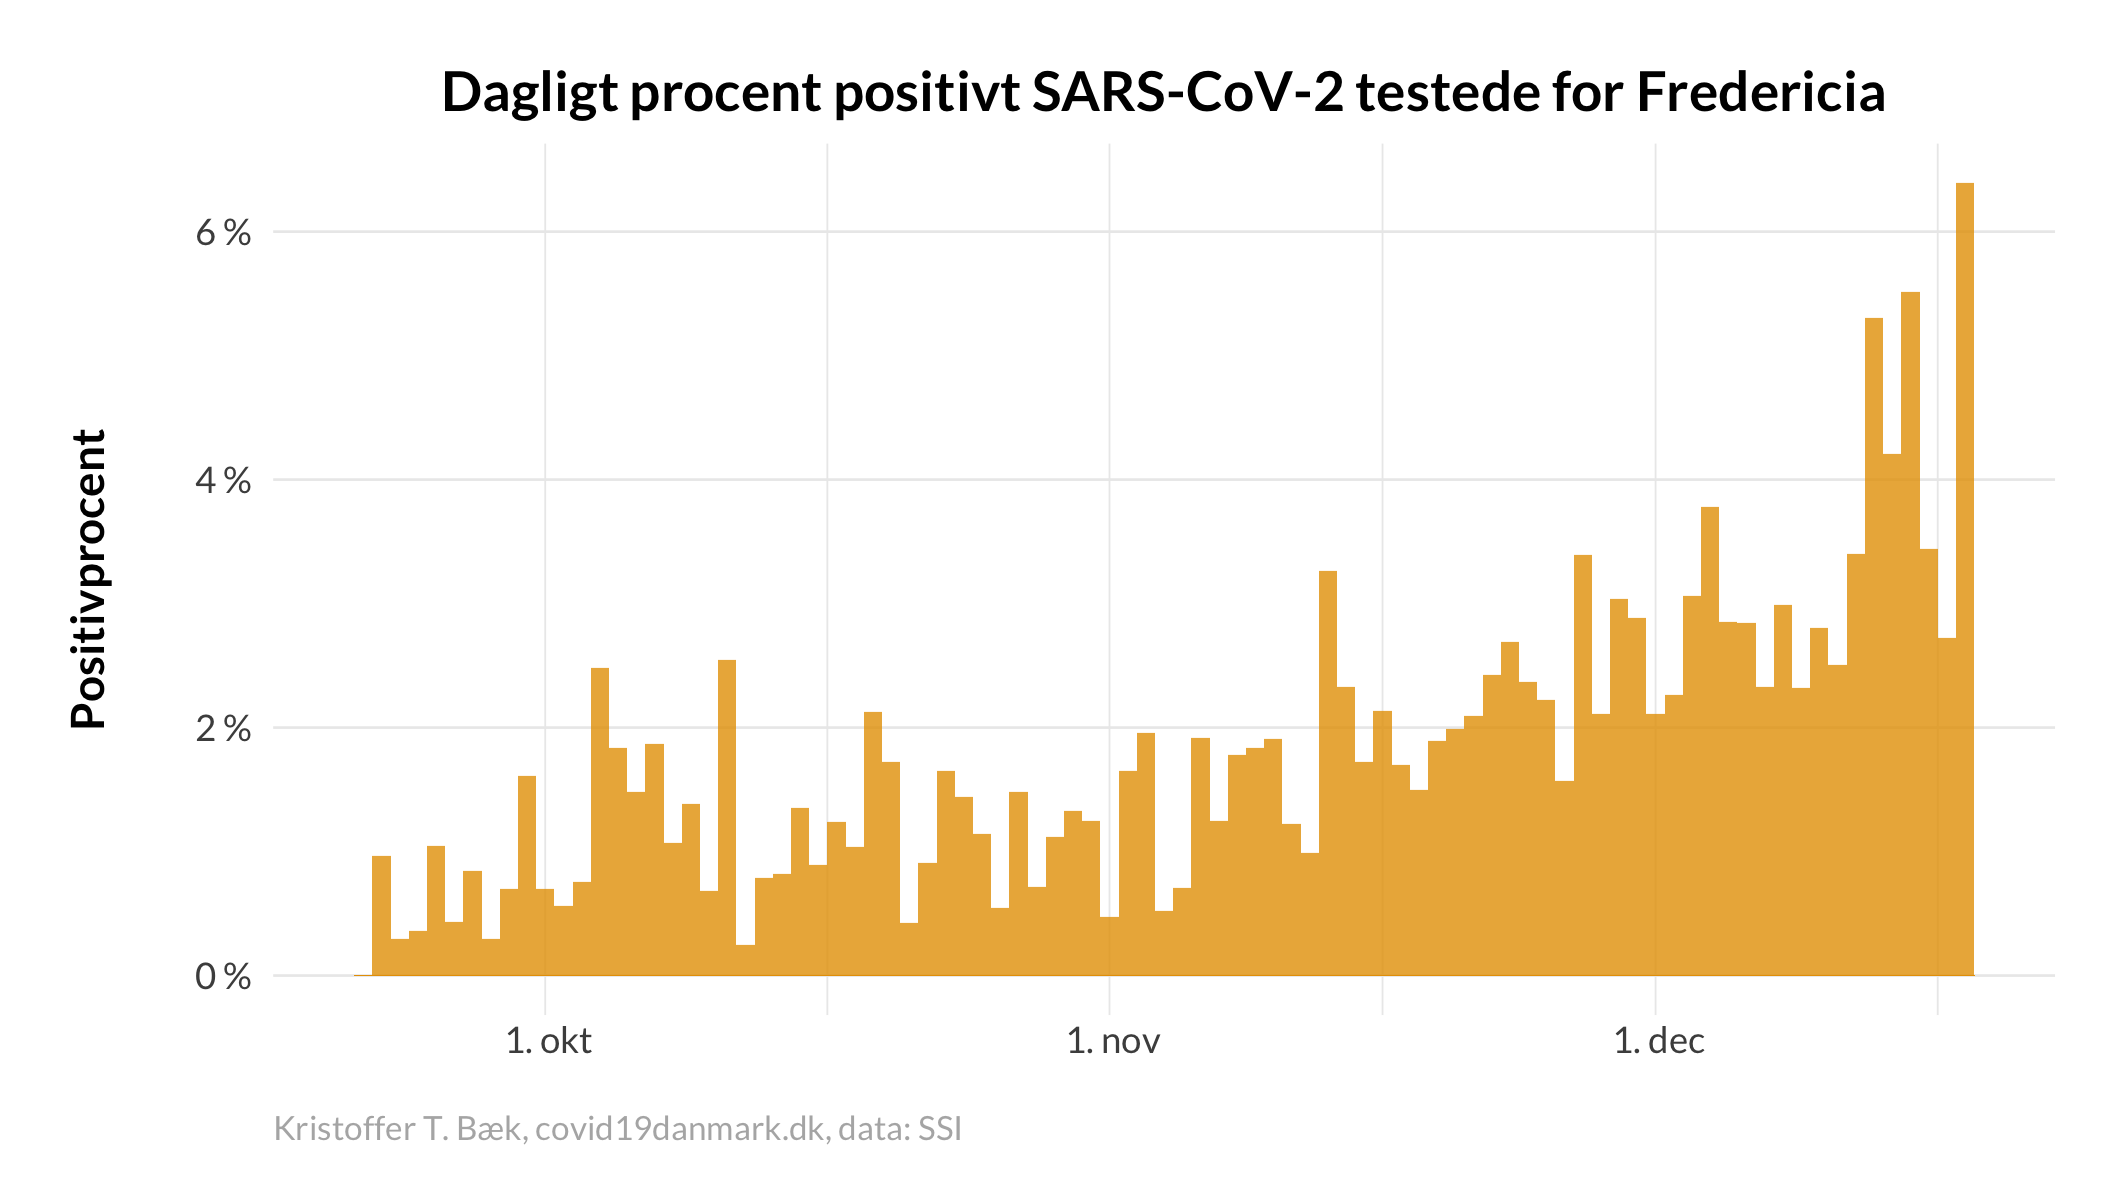 Dagligt procent positivt SARS-CoV-2 testede for Fredericia
Positivprocent
6 %
4 %
2 %
0 %
1. okt
1. nov
1. dec
Kristoffer T. Bæk, covid19danmark.dk, data: SSI